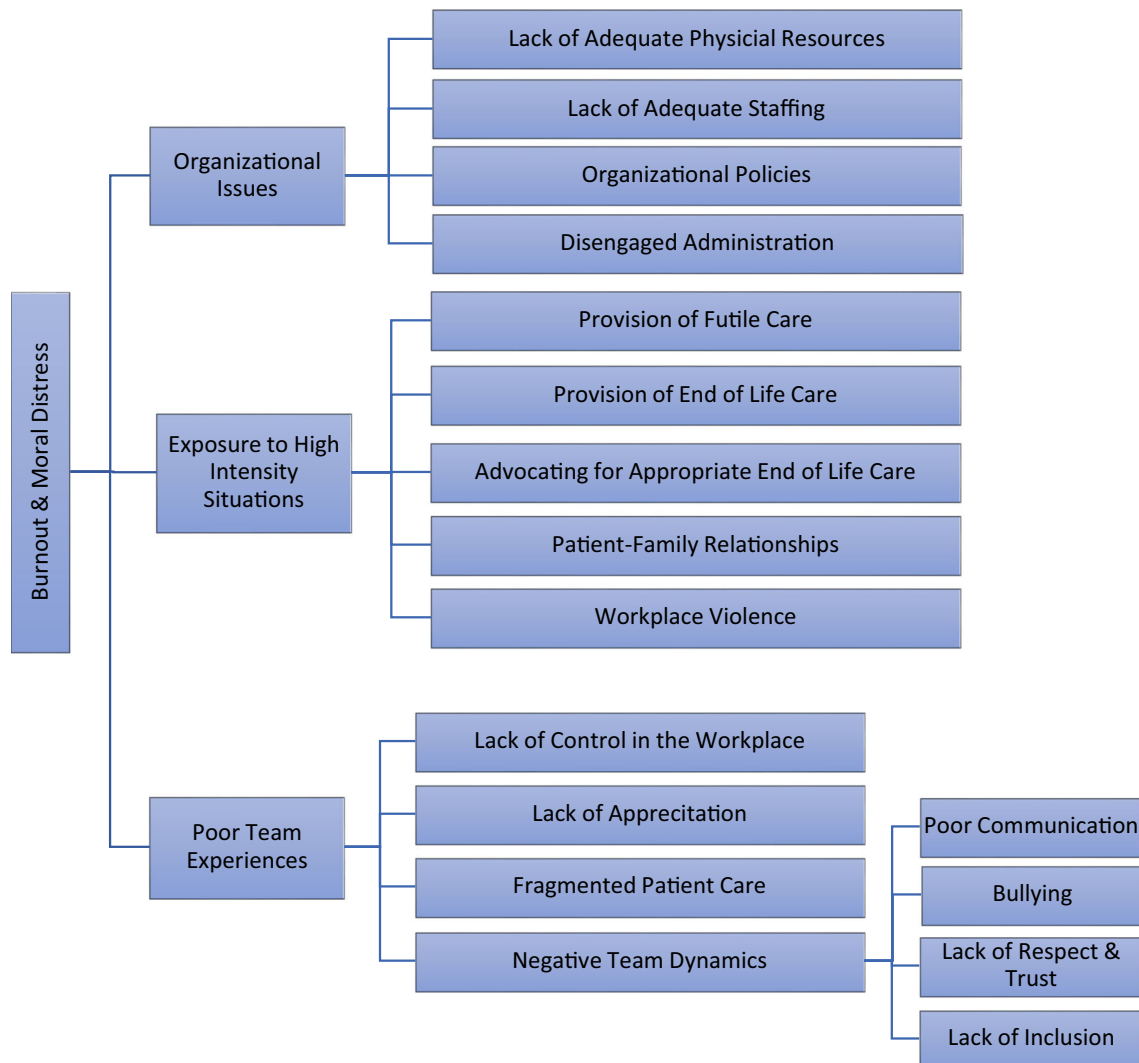 Burnout & Moral Distress
Organizational
Issues
Lack of Adequate Physicial Resources
Lack of Adequate Staffing
Organizational Policies
Disengaged Administration
Exposure to High
Intensity
Situations
Provision of Futile Care
Provision of End of Life Care
Advocating for Appropriate End of Life Care
Patient-Family Relationships
Workplace Violence
Poor Team
Experiences
Lack of Control in the Workplace
Lack of Apprecitation
Fragmented Patient Care
Negative Team Dynamics
Poor Communication
Bullying
Lack of Respect &
Trust
Lack of Inclusion